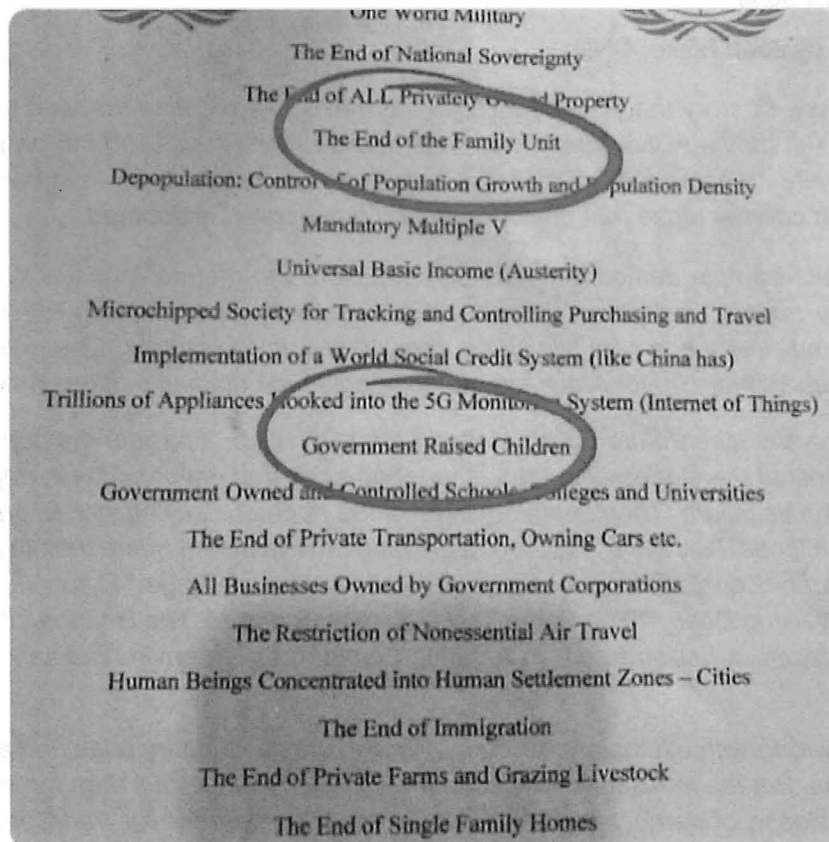 One World Military
The End of National Sovereignty
The End of ALL Privately Owned Property
The End of the Family Unit
Depopulation: Control of of Population Growth and Population Density
Mandatory Multiple V
Universal Basic Income (Austerity)
Microchipped Society for Tracking and Controlling Purchasing and Travel
Implementation of a World Social Credit System (like China has)
Trillions of Appliances Hooked into the 5G Monitoring System (Internet of Things)
Government Raised Children
Government Owned and Controlled Schools, Colleges and Universities
The End of Private Transportation, Owning Cars etc.
All Businesses Owned by Government Corporations
The Restriction of Nonessential Air Travel
Human Beings Concentrated into Human Settlement Zones – Cities
The End of Immigration
The End of Private Farms and Grazing Livestock
The End of Single Family Homes